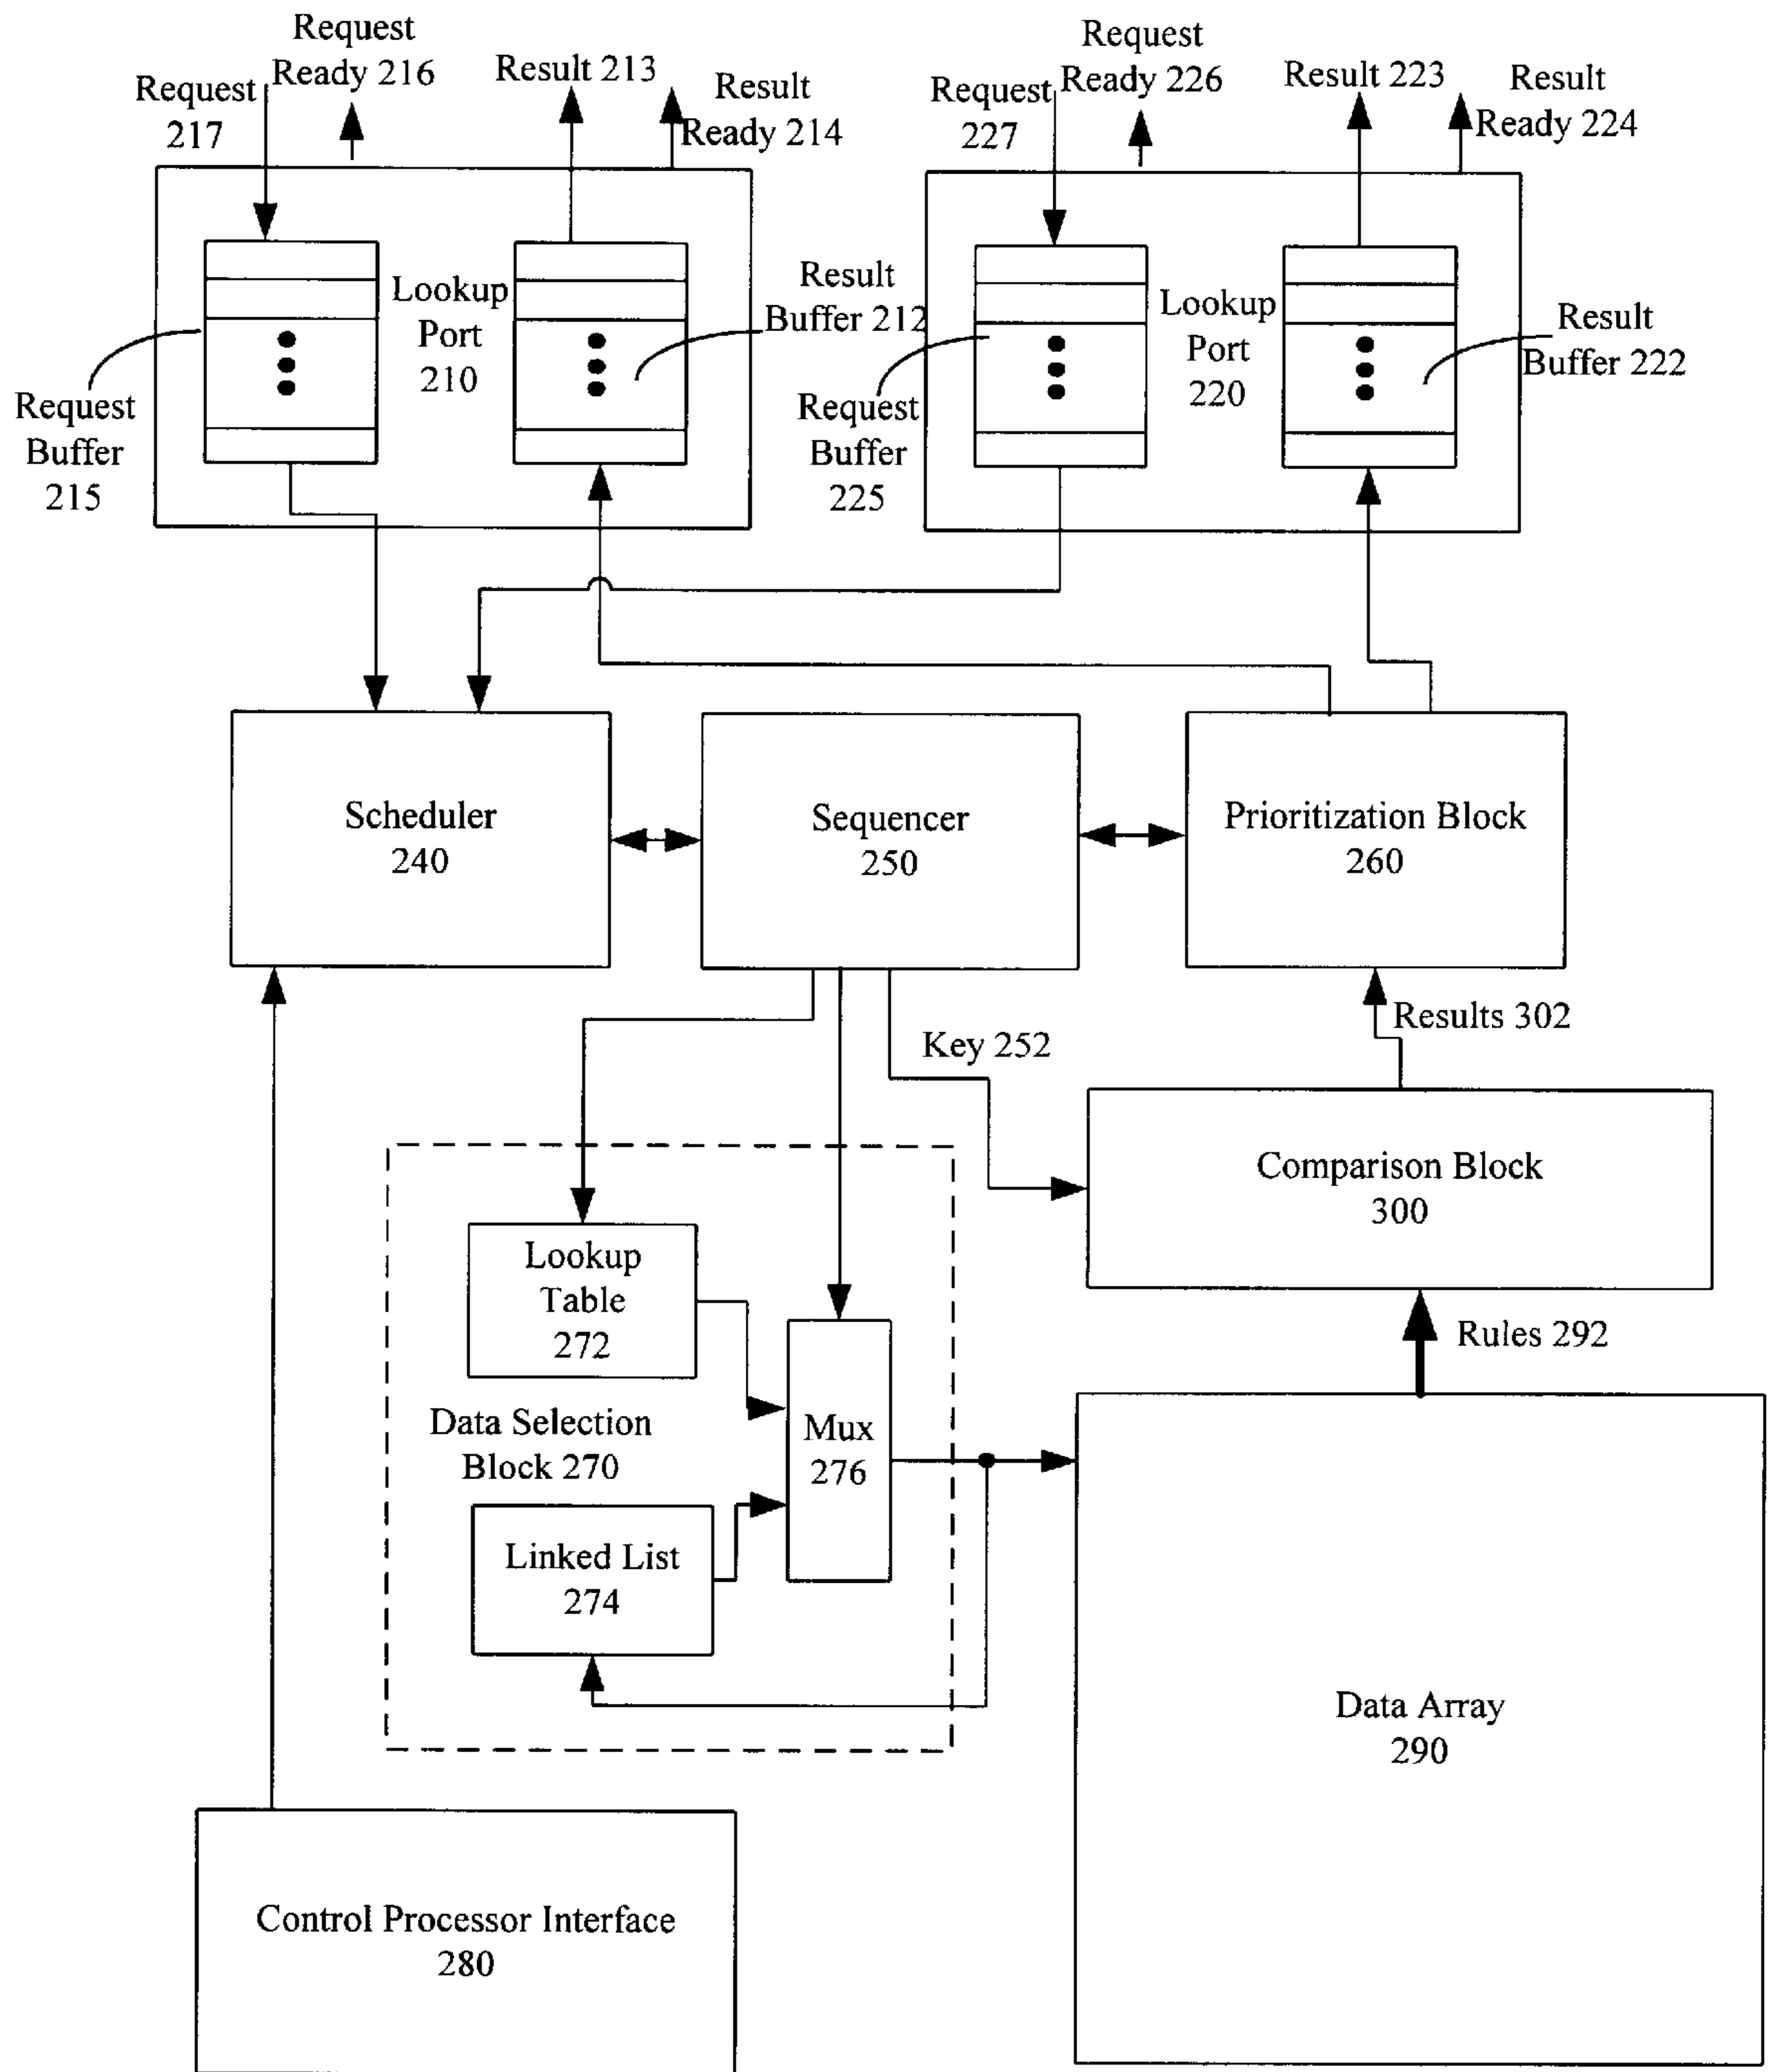 Request
Ready 216
Request
217
Result 213
Result
Ready 214
Request
Ready 226
Request
227
Result 223
Result
Ready 224
Lookup
Port
210
Result
Buffer 212
Request
Buffer
215
Lookup
Port
220
Result
Buffer 222
Request
Buffer
225
Scheduler
240
Sequencer
250
Prioritization Block
260
Results 302
Key 252
Comparison Block
300
Lookup
Table
272
Rules 292
Data Selection
Block 270
Mux
276
Linked List
274
Data Array
290
Control Processor Interface
280